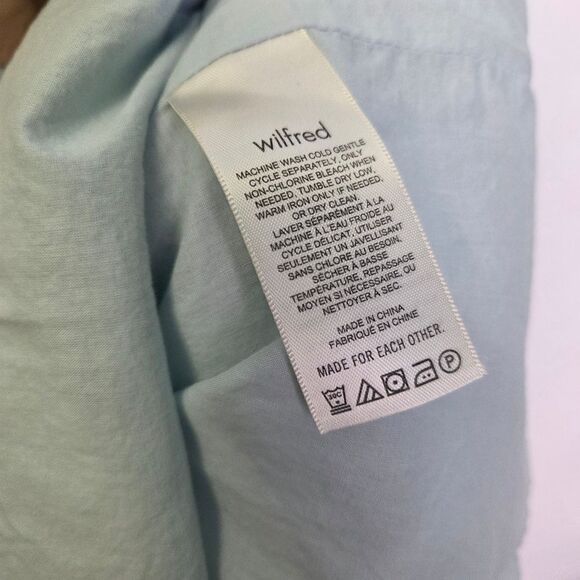 wilfred
MACHINE WASH COLD GENTLE
CYCLE SEPARATELY. ONLY
NON-CHLORINE BLEACH WHEN
NEEDED. TUMBLE DRY LOW.
WARM IRON ONLY IF NEEDED.
OR DRY CLEAN.
LAVER SÉPARÉMENT À LA
MACHINE À L'EAU FROIDE AU
CYCLE DÉLICAT. UTILISER
SEULEMENT UN JAVELLISANT
SANS CHLORE AU BESOIN.
SÉCHER À BASSE
TEMPÉRATURE, REPASSAGE
MOYEN SI NÉCESSAIRE, OU
NETTOYER À SEC.
MADE IN CHINA
FABRIQUÉ EN CHINE
MADE FOR EACH OTHER.
30C P